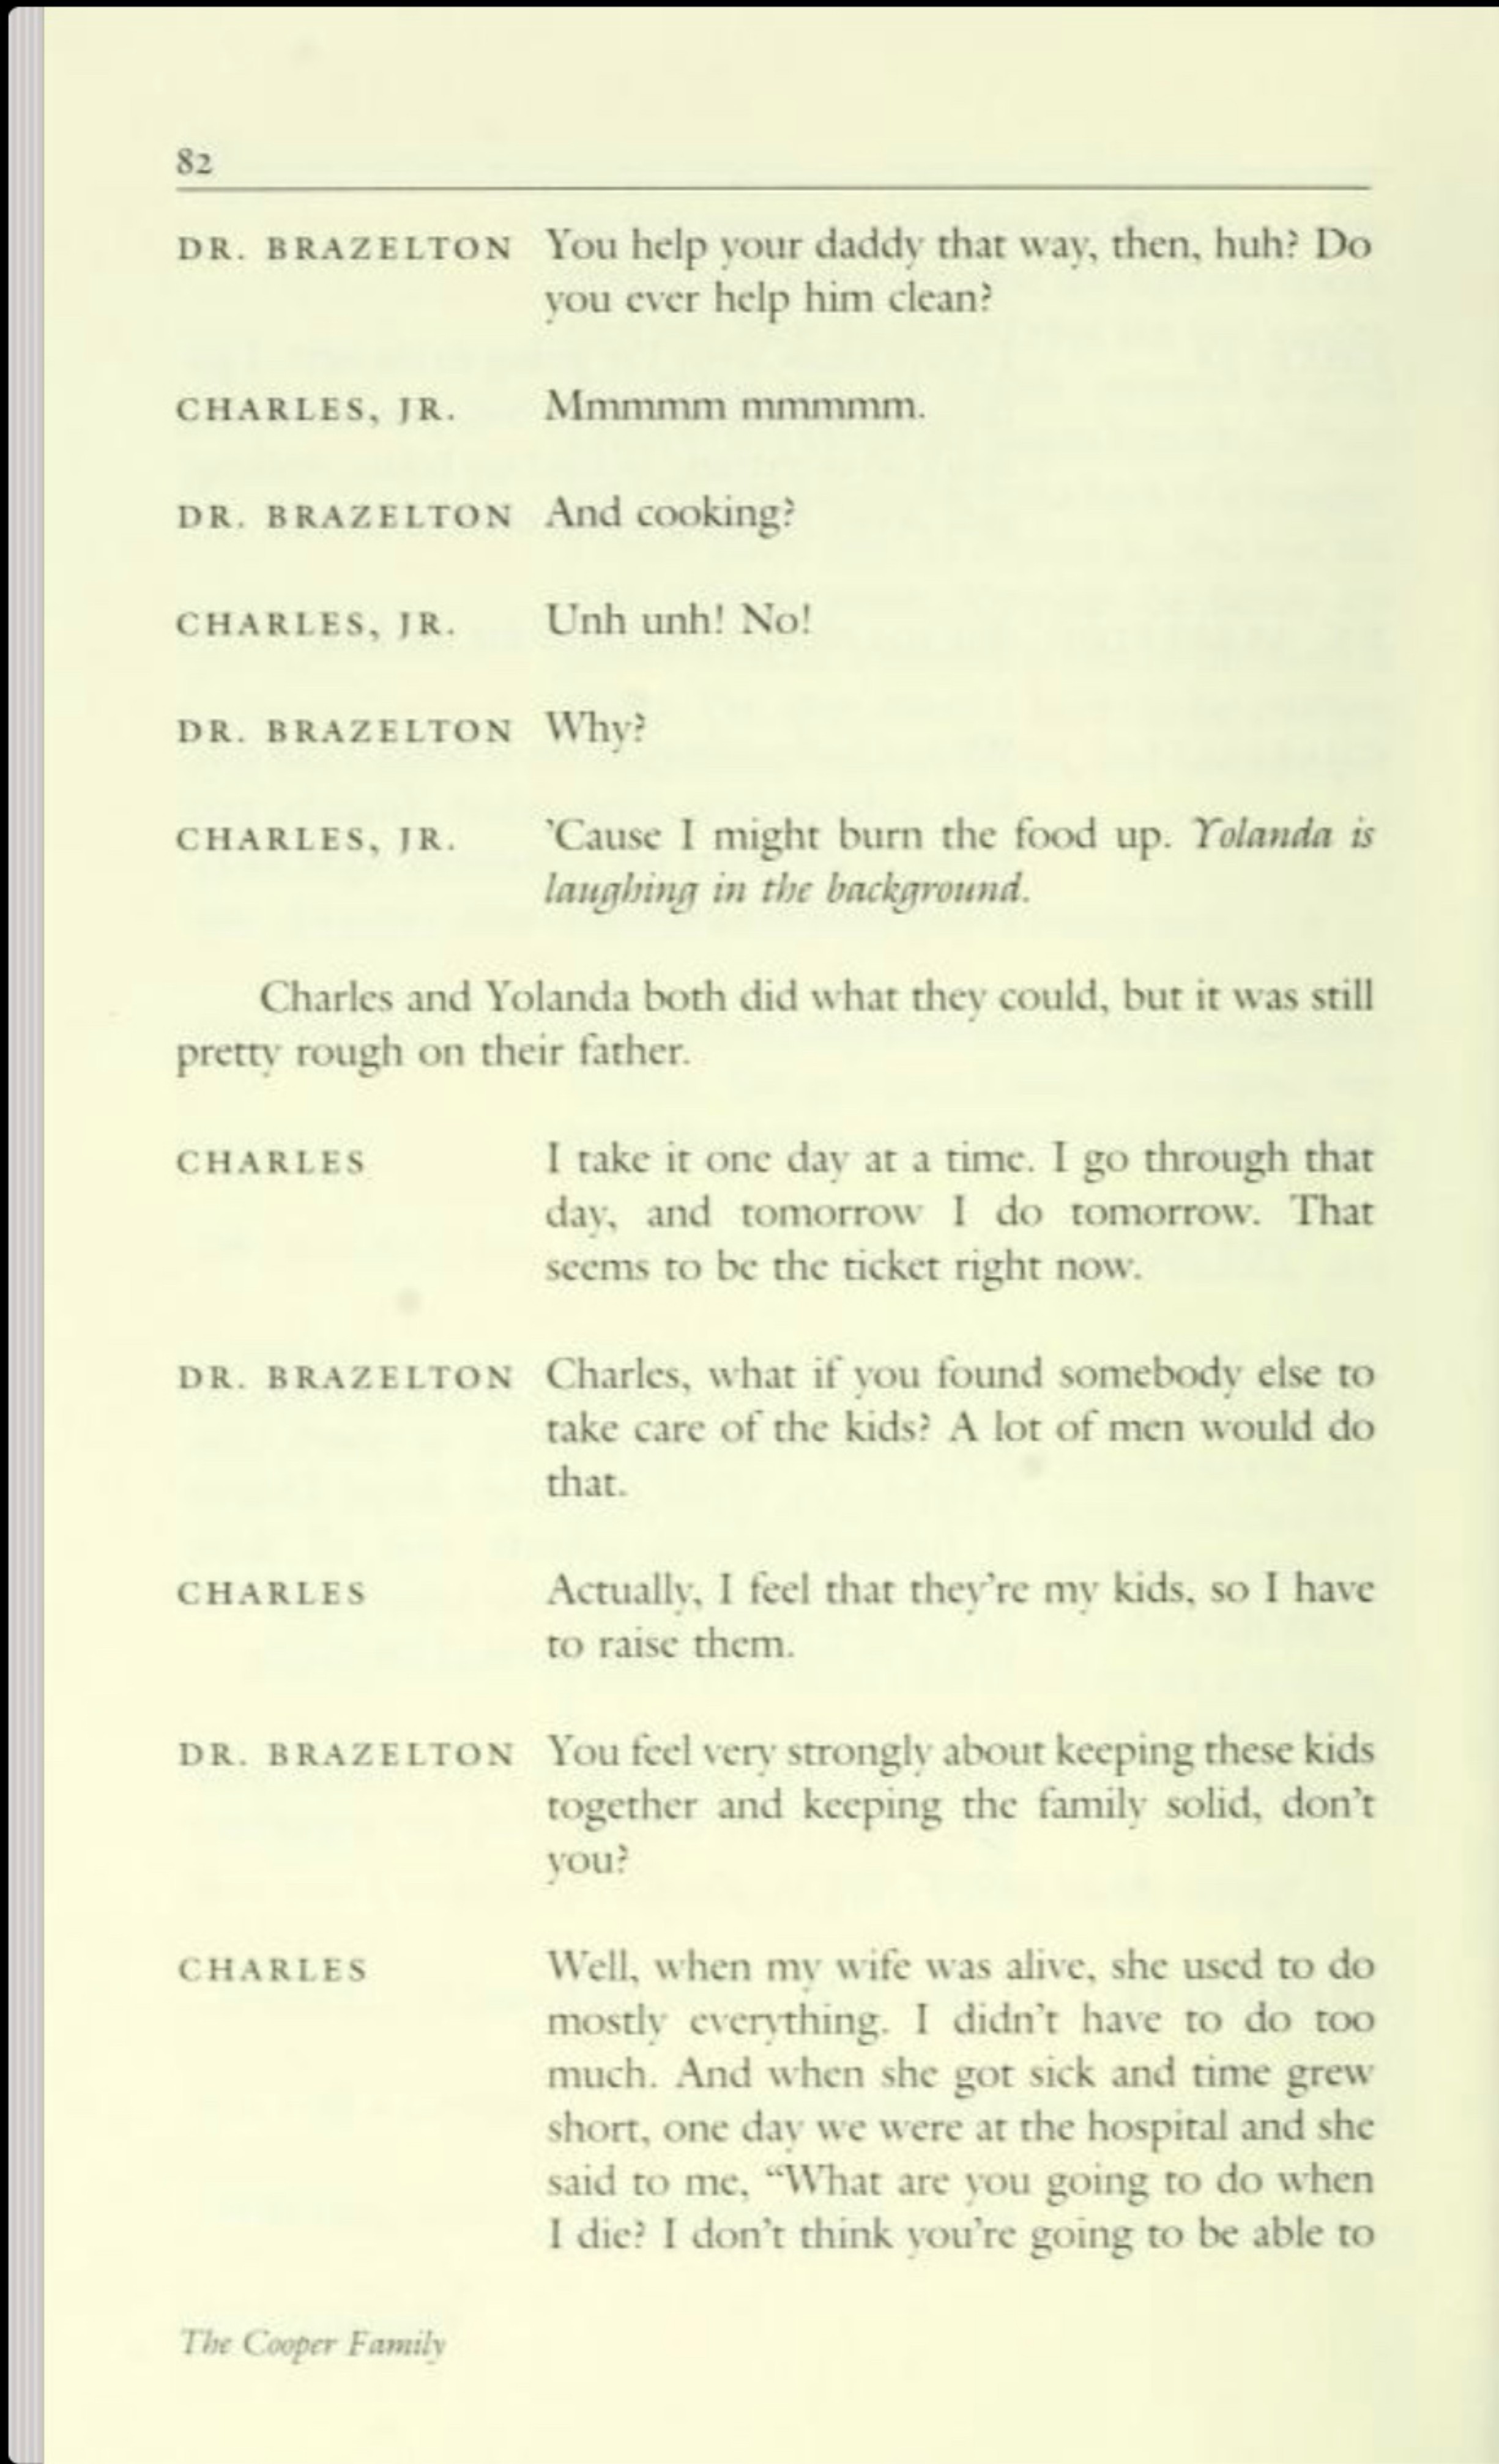 82
DR. BRAZELTON You help your daddy that way, then, huh? Do
you ever help him clean?
CHARLES, JR. Mmmmm mmmmm.
DR. BRAZELTON And cooking?
CHARLES, JR. Unh unh! No!
DR. BRAZELTON Why?
CHARLES, JR. 'Cause I might burn the food up. Yolanda is
laughing in the background.
Charles and Yolanda both did what they could, but it was still
pretty rough on their father.
CHARLES I take it one day at a time. I go through that
day, and tomorrow I do tomorrow. That
seems to be the ticket right now.
DR. BRAZELTON Charles, what if you found somebody else to
take care of the kids? A lot of men would do
that.
CHARLES Actually, I feel that they're my kids, so I have
to raise them.
DR. BRAZELTON You feel very strongly about keeping these kids
together and keeping the family solid, don't
you?
CHARLES Well, when my wife was alive, she used to do
mostly everything. I didn't have to do too
much. And when she got sick and time grew
short, one day we were at the hospital and she
said to me, “What are you going to do when
I die? I don't think you're going to be able to
The Cooper Family